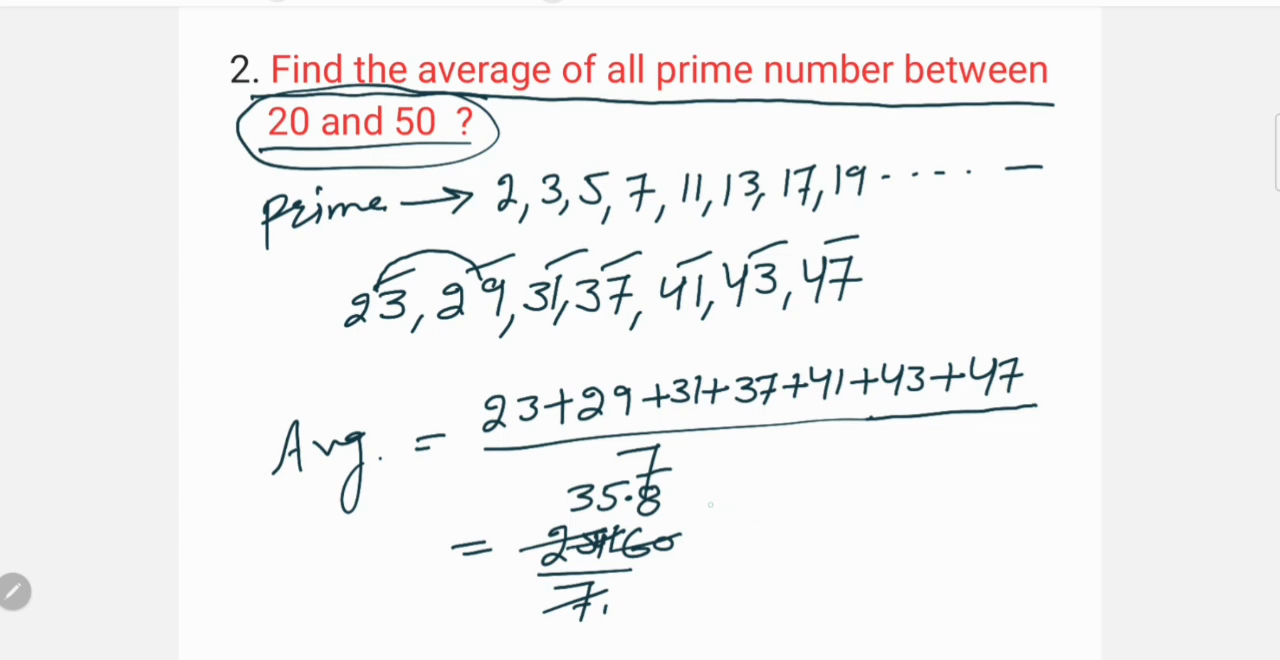 2. Find the average of all prime number between
20 and 50 ?
prime → 2, 3, 5, 7, 11, 13, 17, 19 - . . - . —
23, 29, 31, 37, 41, 43, 47
Avg. = 23+29+31+37+41+43+47
7
35.8
=
7.